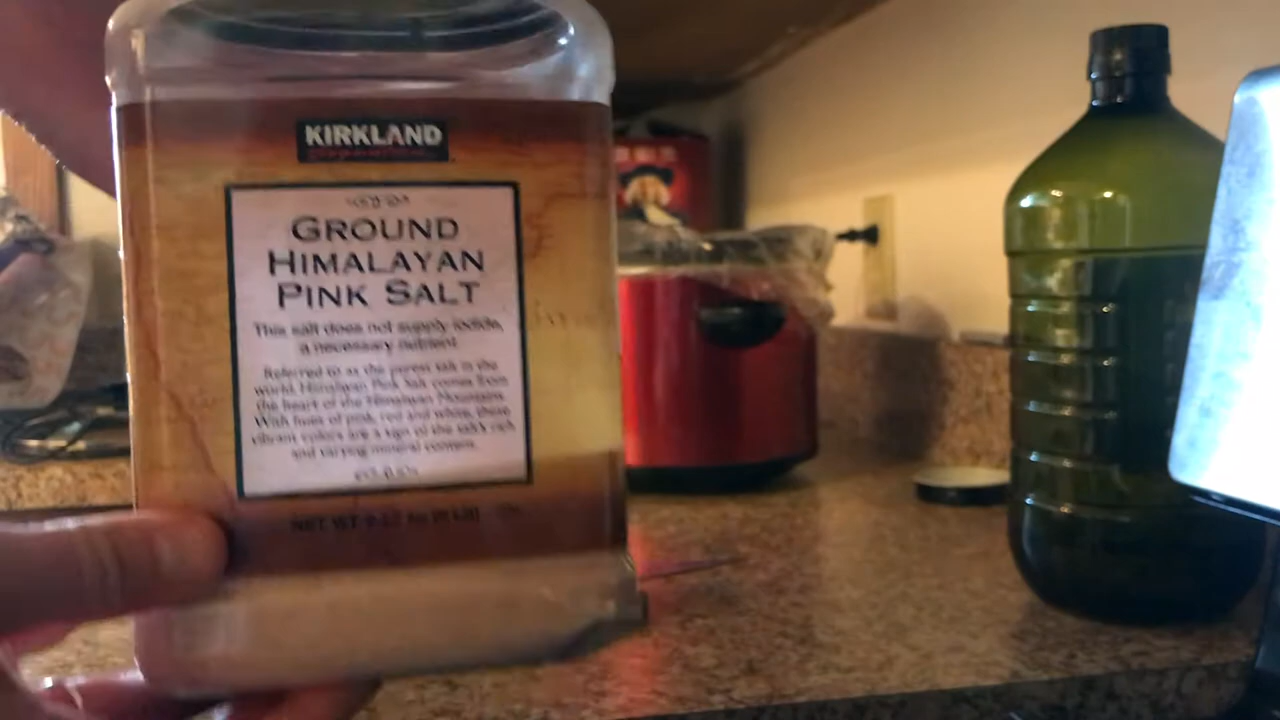 KIRKLAND
GROUND
HIMALAYAN
PINK SALT
This salt does not supply iodide,
a necessary nutrient.
Referred to as the purest salt in the
world, Himalayan Pink Salt comes from
the heart of the Himalayan Mountains.
With hues of pink, red and white, these
vibrant colors are a sign of the salt's rich
and varying mineral content.
NET WT